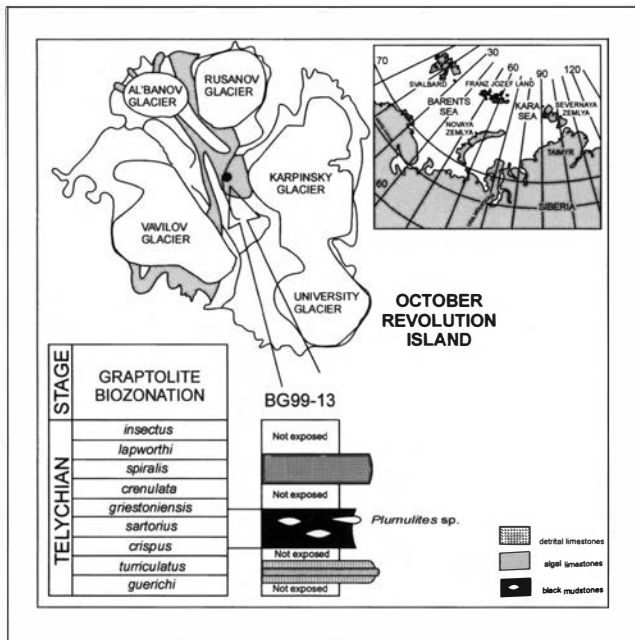 AL'BANOV
GLACIER
RUSANOV
GLACIER
KARPINSKY
GLACIER
VAVILOV
GLACIER
UNIVERSITY
GLACIER
OCTOBER
REVOLUTION
ISLAND
70
30
60
90
120
SVALBARD
FRANZ JOZEF LAND
BARENTS
SEA
KARA
SEA
SEVERNAYA
ZEMLYA
NOVAYA
ZEMLYA
TAIMYR
60
SIBERIA
STAGE
GRAPTOLITE
BIOZONATION
BG99-13
TELYCHIAN
insectus
lapworthi
spiralis
crenulata
griestoniensis
sartorius
crispus
turriculatus
guerichi
Not exposed
Not exposed
Plumulites sp.
Not exposed
Not exposed
detrital limestones
algal limestones
black mudstones